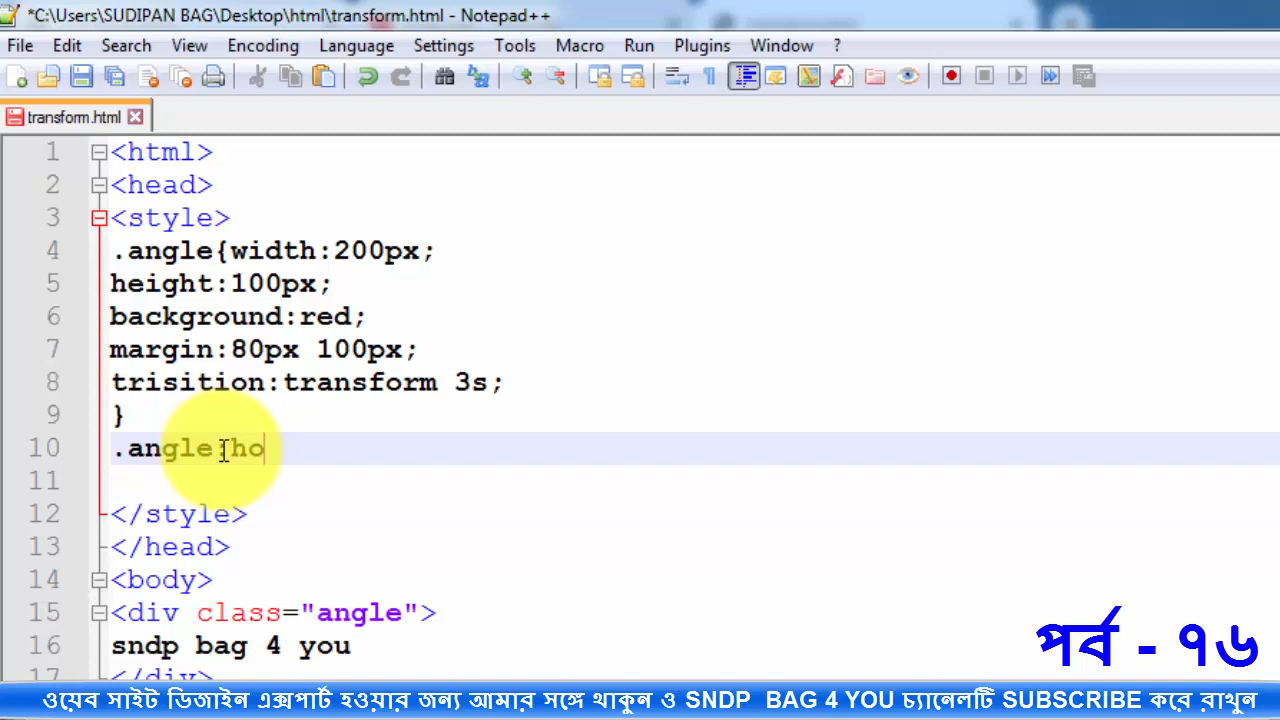 *C:\Users\SUDIPAN BAG\Desktop\html\transform.html - Notepad++
File Edit Search View Encoding Language Settings Tools Macro Run Plugins Window ?
transform.html
1 <html>
2 <head>
3 <style>
4 .angle{width:200px;
5 height:100px;
6 background:red;
7 margin:80px 100px;
8 trisition:transform 3s;
9 }
10 .angle:ho
11
12 </style>
13 </head>
14 <body>
15 <div class="angle">
16 sndp bag 4 you
17 </div>
পর্ব - ৭৬
ওয়েব সাইট ডিজাইন এক্সপার্ট হওয়ার জন্য আমার সঙ্গে থাকুন ও SNDP BAG 4 YOU চ্যানেলটি SUBSCRIBE করে রাখুন